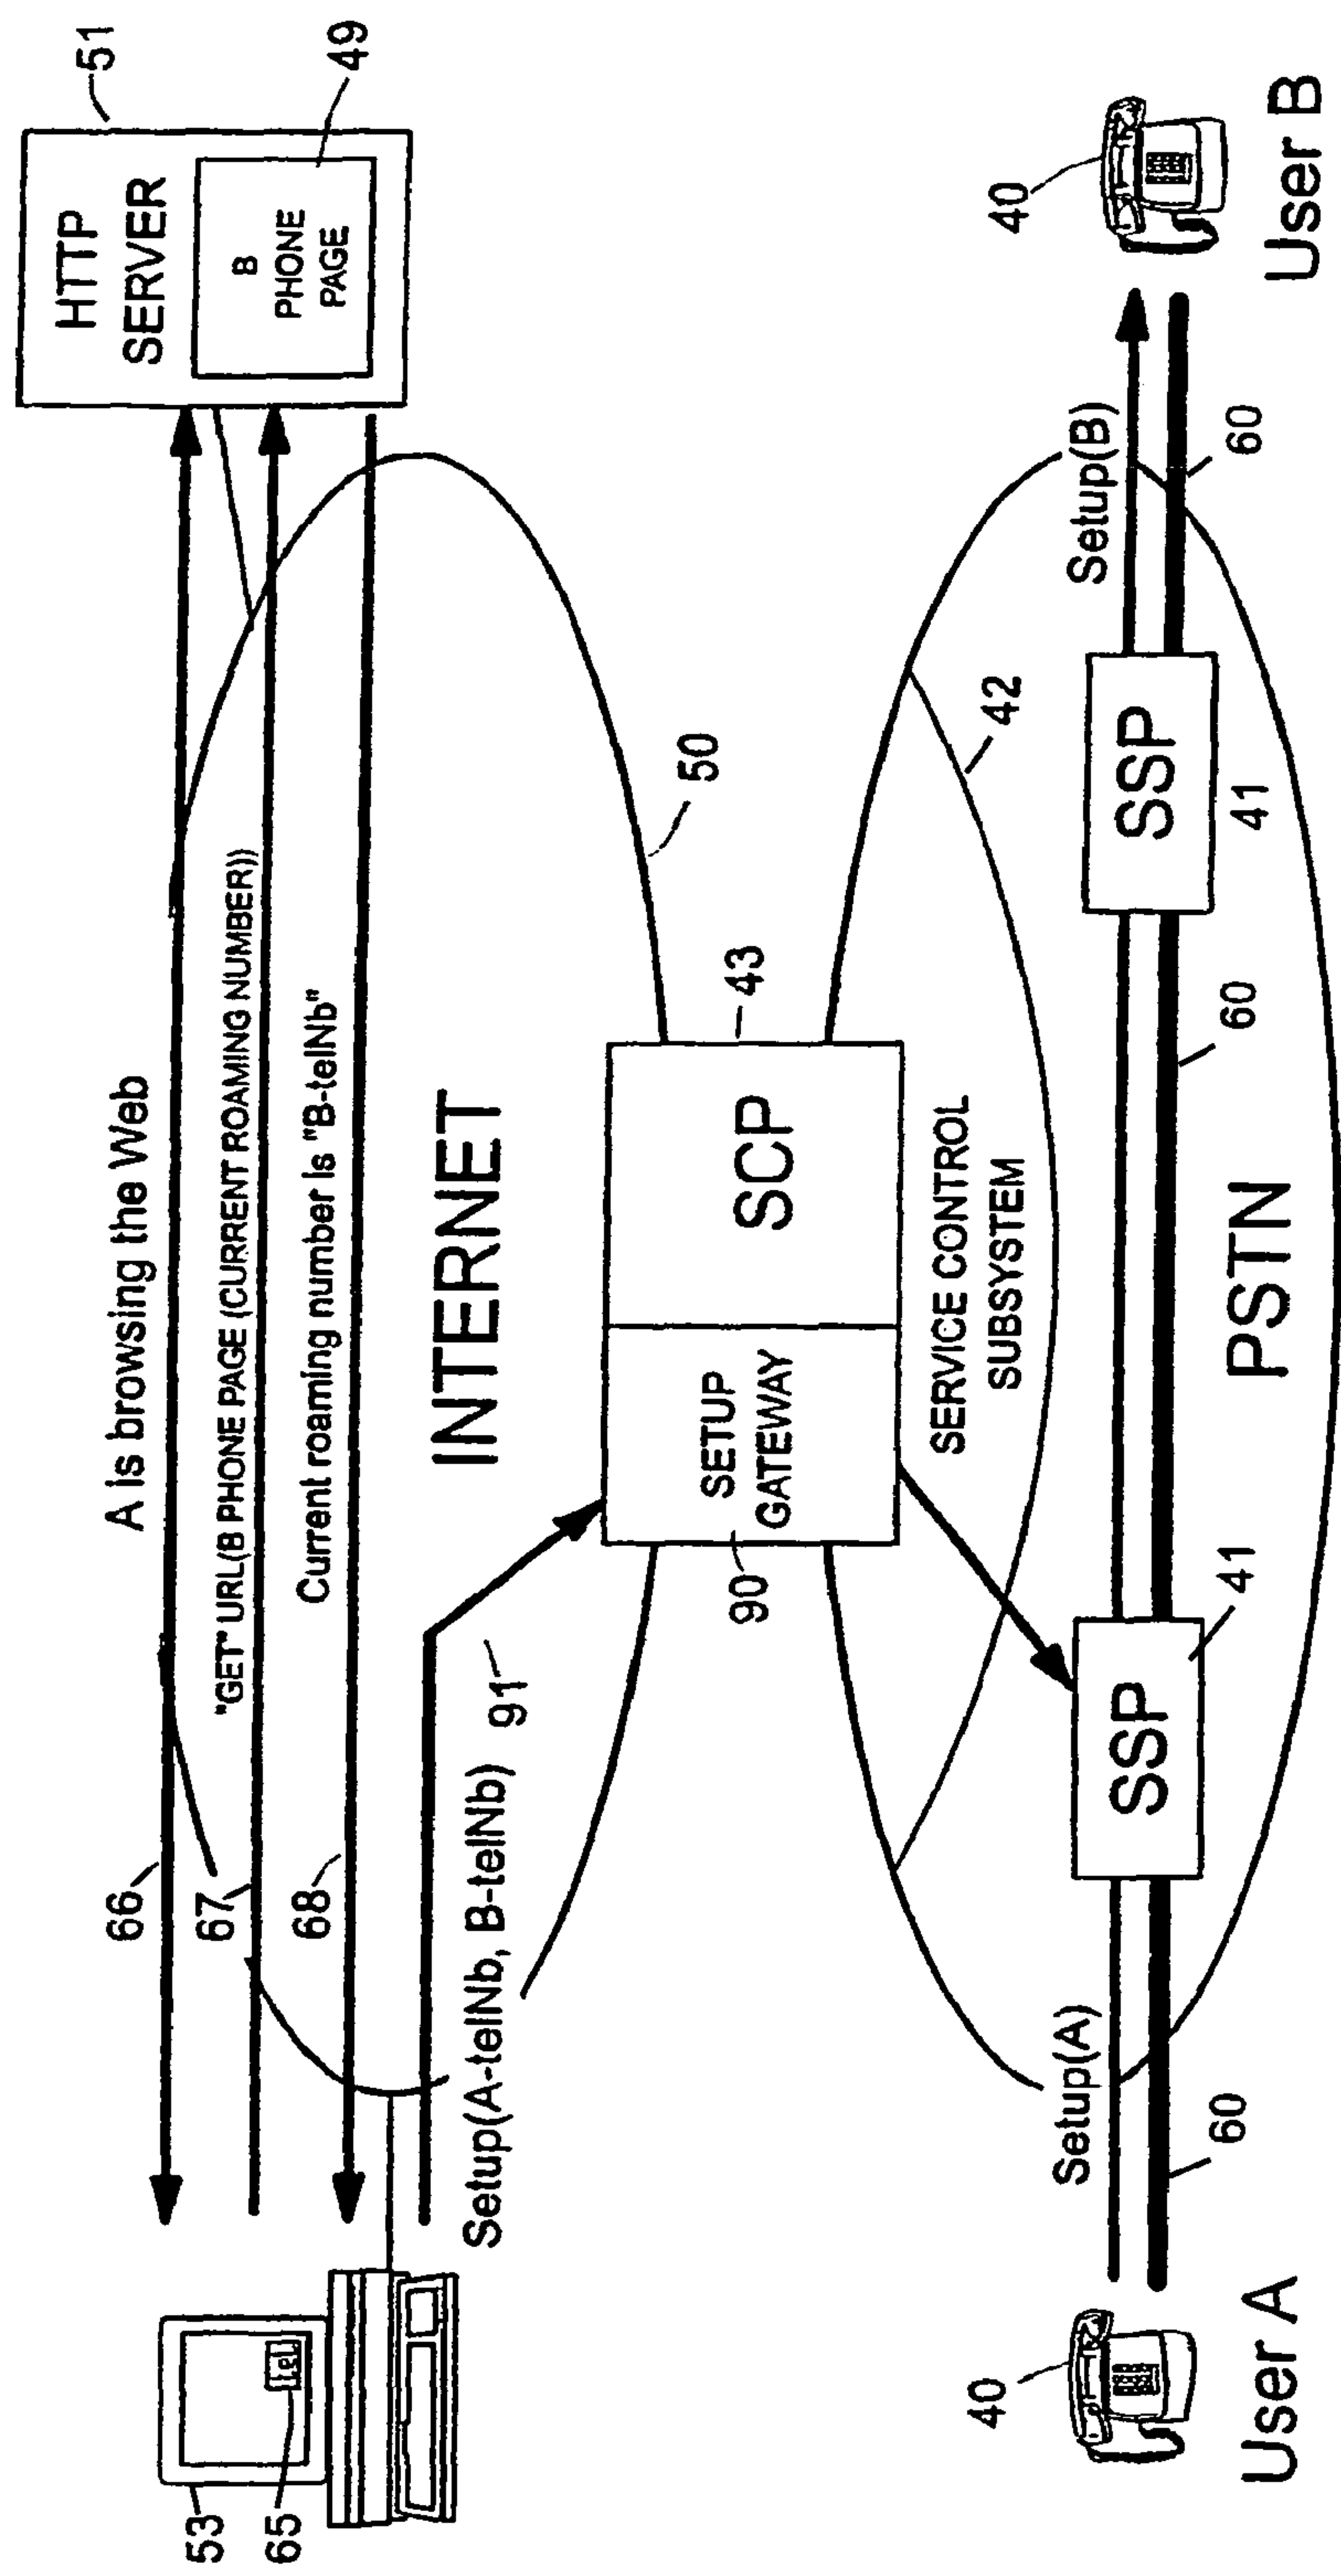 HTTP
SERVER
51
B
PHONE
PAGE
49
A is browsing the Web
66
"GET" URL(B PHONE PAGE (CURRENT ROAMING NUMBER))
67
Current roaming number is "B-telNb"
68
53
tel
65
INTERNET
Setup(A-telNb, B-telNb)
91
50
SETUP
GATEWAY
90
SCP
43
SERVICE CONTROL
SUBSYSTEM
42
Setup(A)
Setup(B)
40
40
SSP
41
SSP
41
60
60
60
PSTN
User A
User B